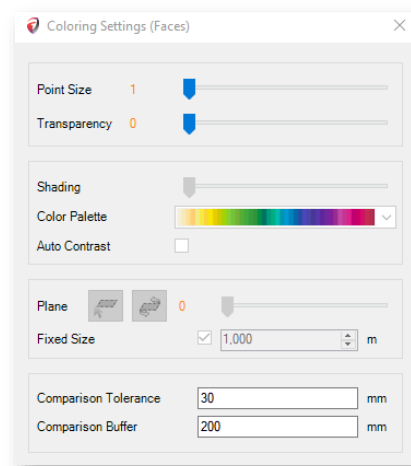 Coloring Settings (Faces)
Point Size 1
Transparency 0
Shading
Color Palette
Auto Contrast
Plane 0
Fixed Size 1,000 m
Comparison Tolerance 30 mm
Comparison Buffer 200 mm